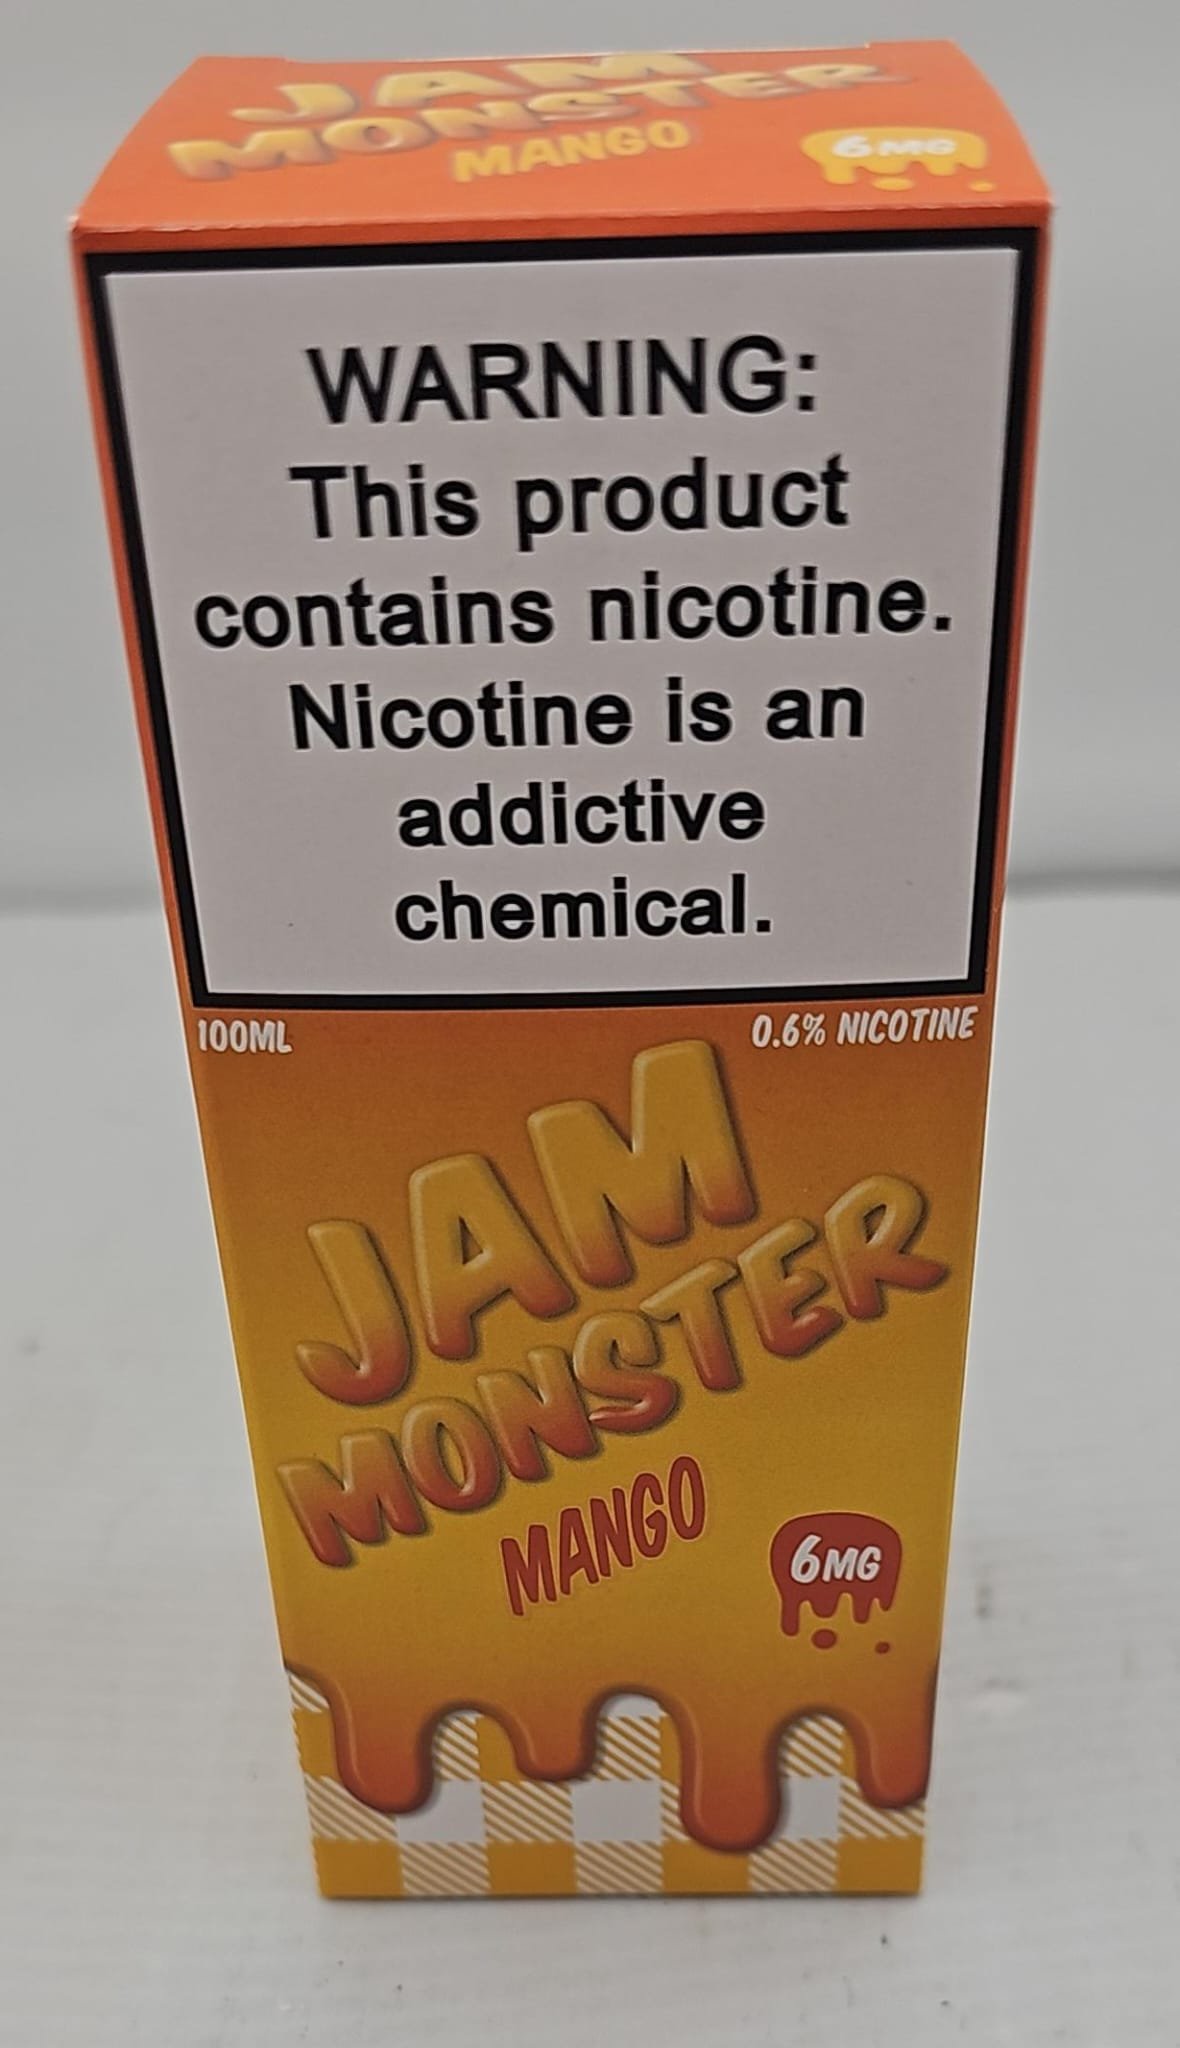 JAM
MONSTER
MANGO
6MG
WARNING:
This product
contains nicotine.
Nicotine is an
addictive
chemical.
100ML
0.6% NICOTINE
JAM
MONSTER
MANGO
6MG